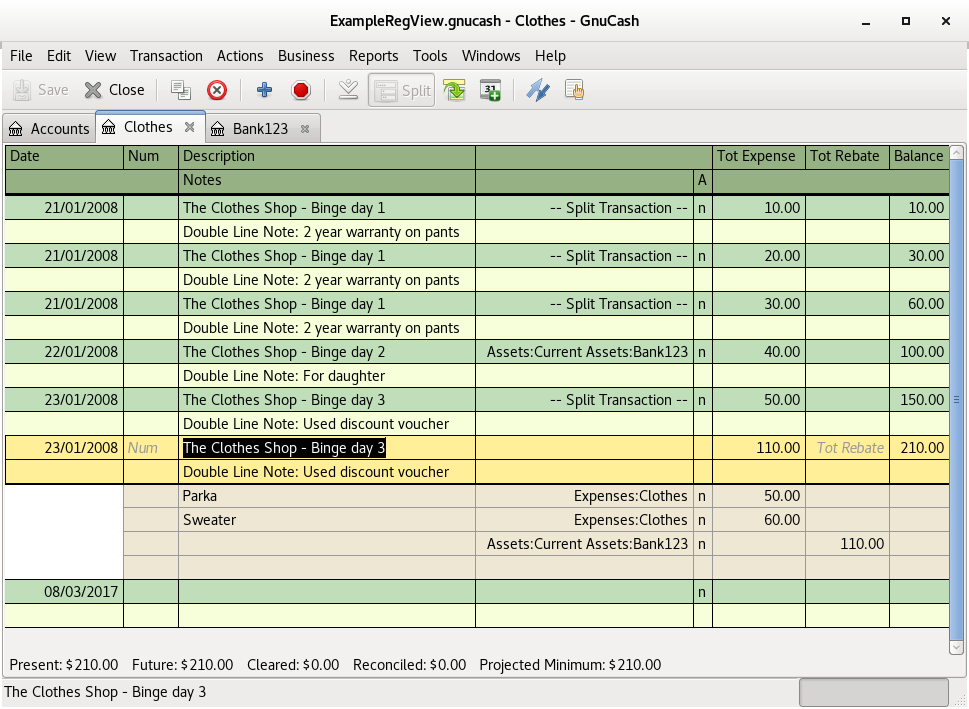 ExampleRegView.gnucash - Clothes - GnuCash
File Edit View Transaction Actions Business Reports Tools Windows Help
Save Close Split 31
Accounts Clothes Bank123
Date Num Description Tot Expense Tot Rebate Balance
Notes A
21/01/2008 The Clothes Shop - Binge day 1 -- Split Transaction -- n 10.00 10.00
Double Line Note: 2 year warranty on pants
21/01/2008 The Clothes Shop - Binge day 1 -- Split Transaction -- n 20.00 30.00
Double Line Note: 2 year warranty on pants
21/01/2008 The Clothes Shop - Binge day 1 -- Split Transaction -- n 30.00 60.00
Double Line Note: 2 year warranty on pants
22/01/2008 The Clothes Shop - Binge day 2 Assets:Current Assets:Bank123 n 40.00 100.00
Double Line Note: For daughter
23/01/2008 The Clothes Shop - Binge day 3 -- Split Transaction -- n 50.00 150.00
Double Line Note: Used discount voucher
23/01/2008 Num The Clothes Shop - Binge day 3 110.00 Tot Rebate 210.00
Double Line Note: Used discount voucher
Parka Expenses:Clothes n 50.00
Sweater Expenses:Clothes n 60.00
Assets:Current Assets:Bank123 n 110.00
08/03/2017 n
Present: $210.00 Future: $210.00 Cleared: $0.00 Reconciled: $0.00 Projected Minimum: $210.00
The Clothes Shop - Binge day 3